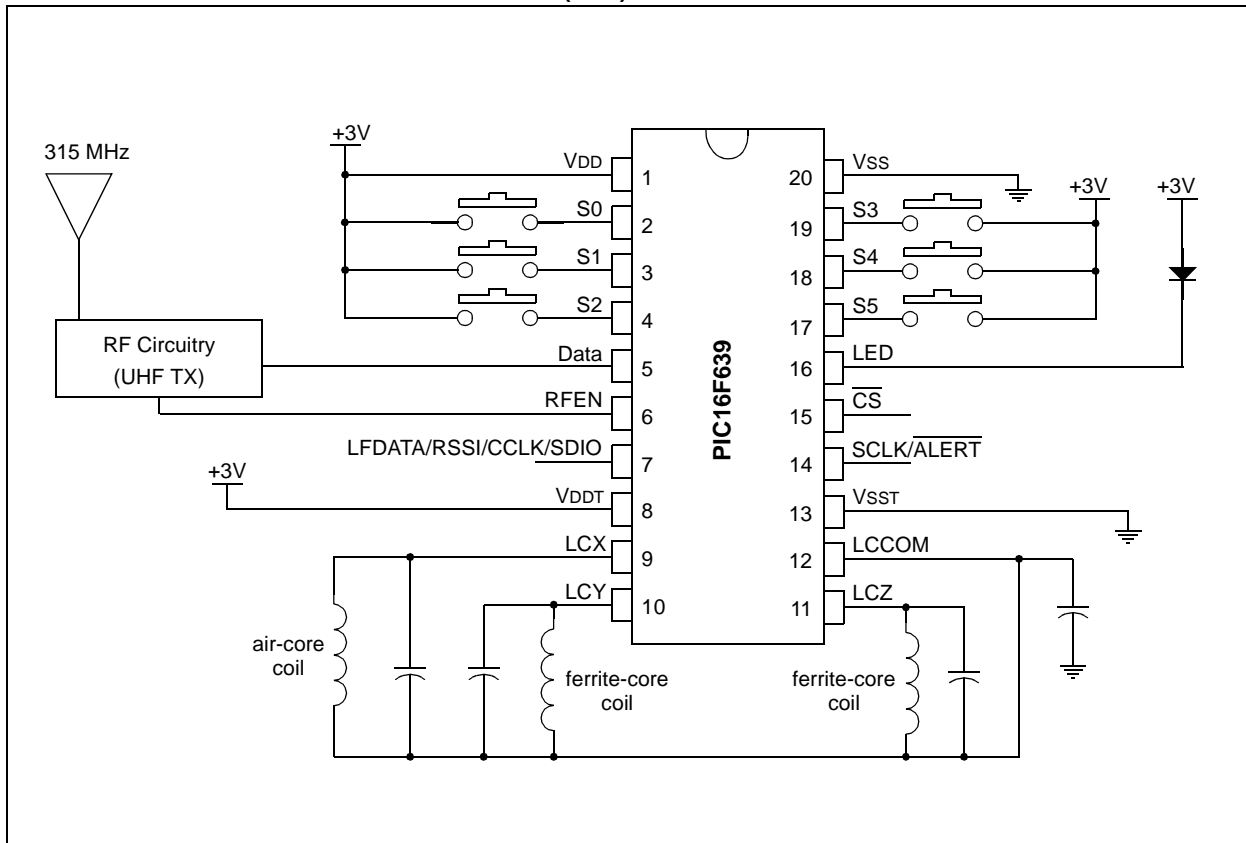 315 MHz
+3V
VDD
1
S0
2
S1
3
S2
4
RF Circuitry
(UHF TX)
Data
5
RFEN
6
LFDATA/RSSI/CCLK/SDIO
7
+3V
VDDT
8
LCX
9
LCY
10
air-core
coil
ferrite-core
coil
PIC16F639
20
VSS
+3V
+3V
19
S3
18
S4
17
S5
16
LED
15
CS
14
SCLK/ALERT
13
VSST
12
LCCOM
11
LCZ
ferrite-core
coil